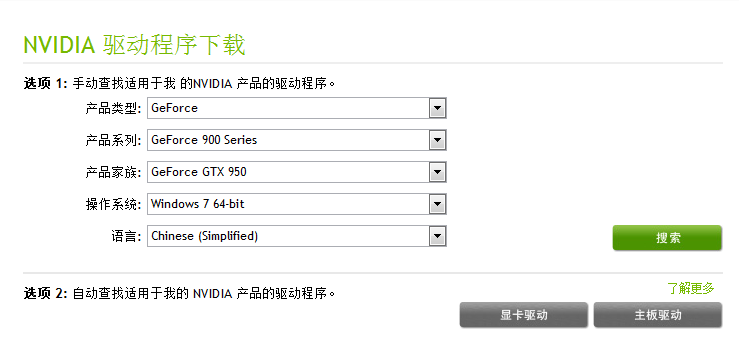 NVIDIA 驱动程序下载
选项 1: 手动查找适用于我 的NVIDIA 产品的驱动程序。
产品类型: GeForce
产品系列: GeForce 900 Series
产品家族: GeForce GTX 950
操作系统: Windows 7 64-bit
语言: Chinese (Simplified)
搜索
选项 2: 自动查找适用于我的 NVIDIA 产品的驱动程序。
了解更多
显卡驱动 主板驱动